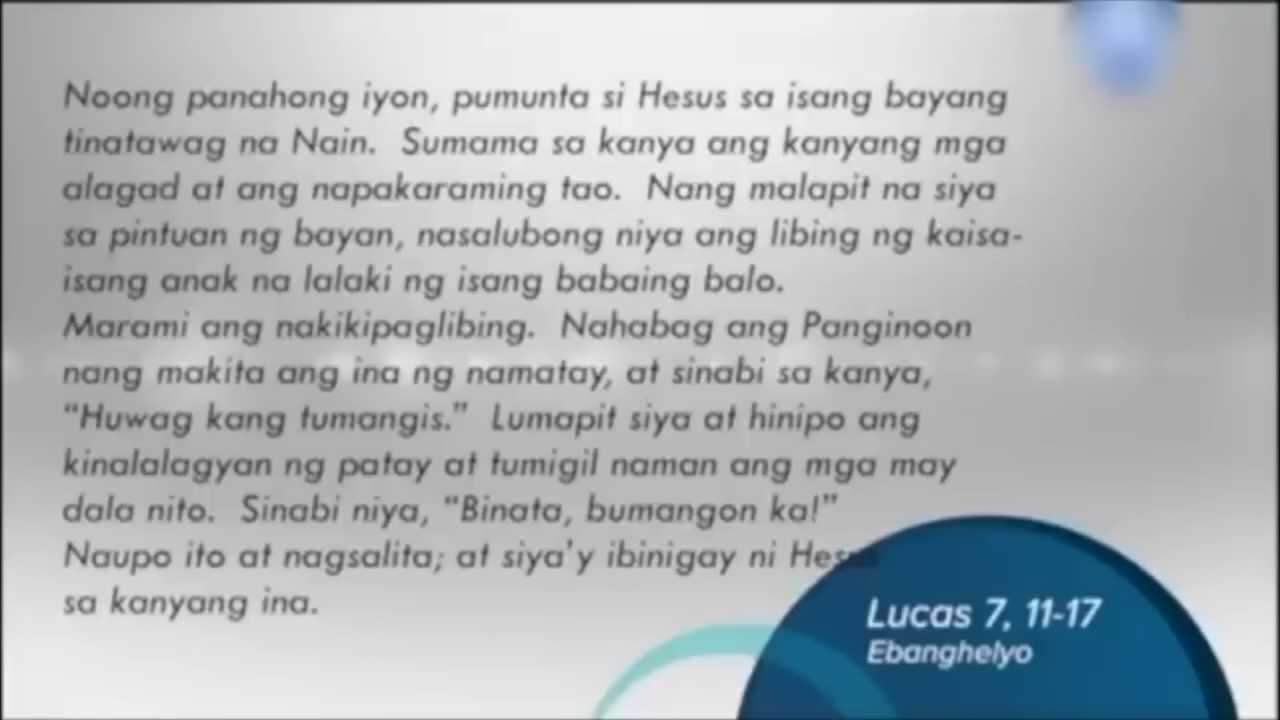 Noong panahong iyon, pumunta si Hesus sa isang bayang
tinatawag na Nain.  Sumama sa kanya ang kanyang mga
alagad at ang napakaraming tao.  Nang malapit na siya
sa pintuan ng bayan, nasalubong niya ang libing ng kaisa-
isang anak na lalaki ng isang babaing balo.
Marami ang nakikipaglibing.  Nahabag ang Panginoon
nang makita ang ina ng namatay, at sinabi sa kanya,
“Huwag kang tumangis.”  Lumapit siya at hinipo ang
kinalalagyan ng patay at tumigil naman ang mga may
dala nito.  Sinabi niya, “Binata, bumangon ka!”
Naupo ito at nagsalita; at siya'y ibinigay ni Hesus
sa kanyang ina.
Lucas 7, 11-17
Ebanghelyo